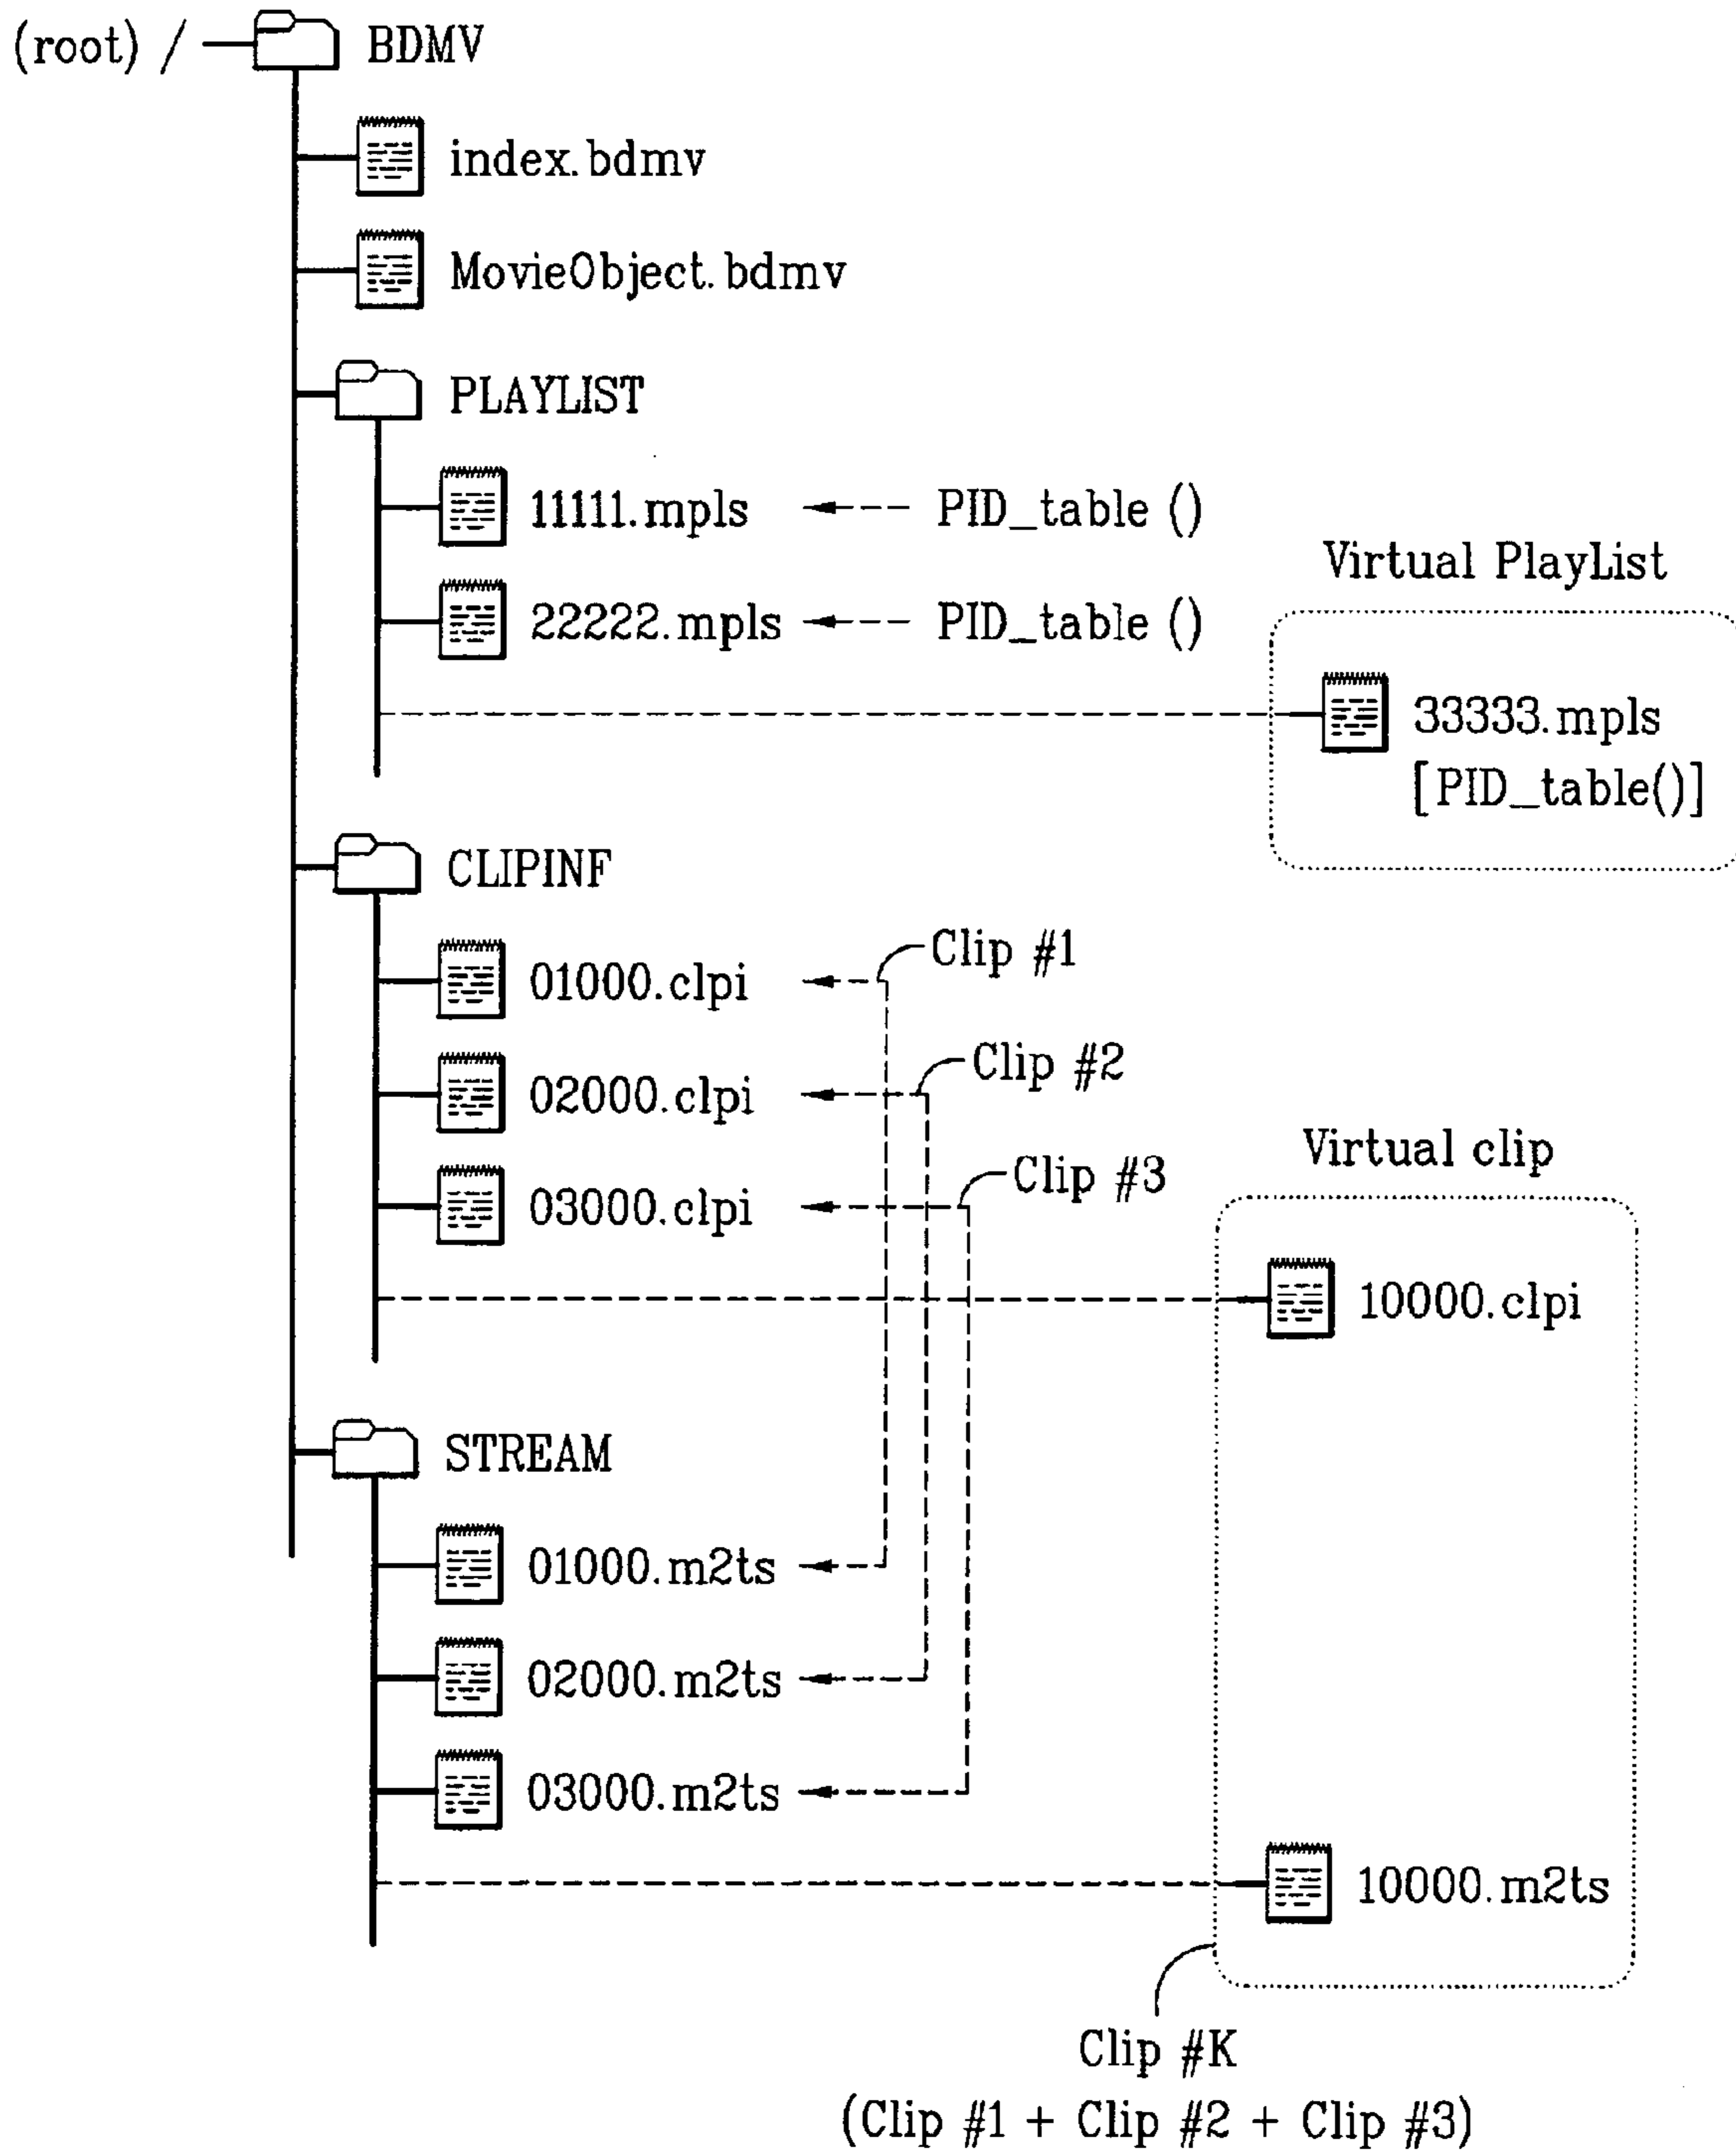 (root) / BDMV
index.bdmv
MovieObject.bdmv
PLAYLIST
11111.mpls PID_table ()
22222.mpls PID_table ()
Virtual PlayList
33333.mpls
[PID_table()]
CLIPINF
Clip #1
01000.clpi
Clip #2
02000.clpi
Clip #3
03000.clpi
Virtual clip
10000.clpi
STREAM
01000.m2ts
02000.m2ts
03000.m2ts
10000.m2ts
Clip #K
(Clip #1 + Clip #2 + Clip #3)